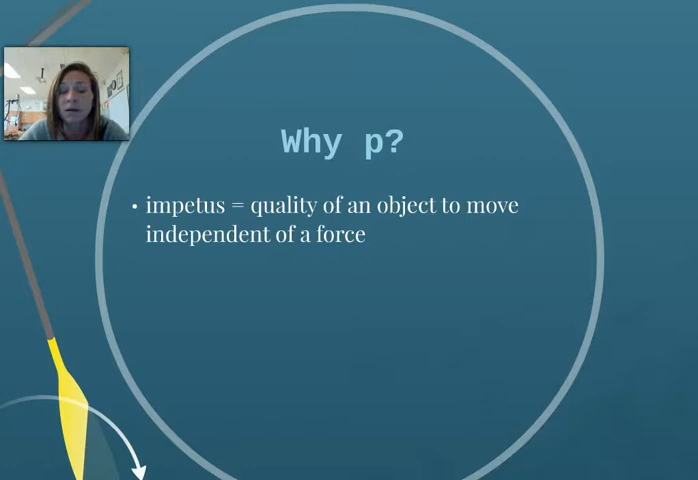 Why p?
• impetus = quality of an object to move
independent of a force